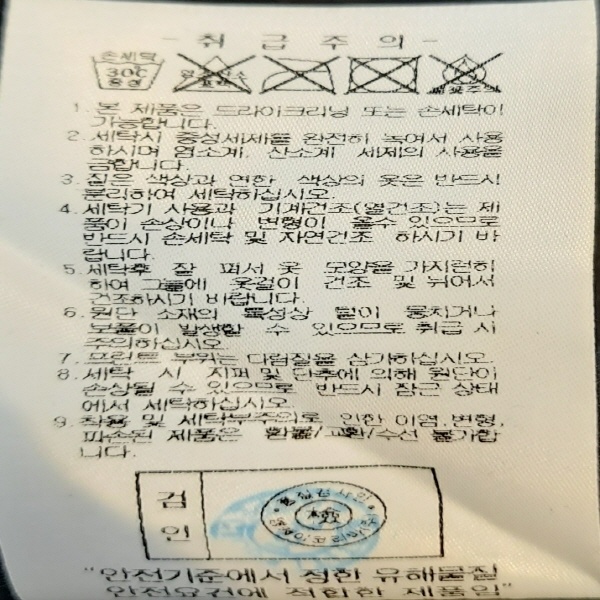 - 취 급 주 의 -
손세탁
30℃
중성
1. 본 제품은 드라이크리닝 또는 손세탁이
가능합니다.
2. 세탁시 중성세제를 완전히 녹여서 사용
하시며 염소계, 산소계 세제의 사용을
금합니다.
3. 짙은 색상과 연한 색상의 옷은 반드시
분리하여 세탁하십시오.
4. 세탁기 사용과 기계건조(열건조)는 제
품이 손상이나 변형이 올수 있으므로
반드시 손세탁 및 자연건조 하시기 바
랍니다.
5. 세탁후 잘 펴서 옷 모양을 가지런히
하여 그늘에 옷걸이 건조 및 뉘어서
건조하시기 바랍니다.
6. 원단 소재의 특성상 털이 뭉치거나
보풀이 발생할 수 있으므로 취급 시
주의하십시오.
7. 프린트 부위는 다림질을 삼가하십시오.
8. 세탁 시 지퍼 및 단추에 의해 원단이
손상될 수 있으므로 반드시 잠근 상태
에서 세탁하십시오.
9. 착용 및 세탁부주의로 인한 이염, 변형,
파손된 제품은 환불/교환/수선 불가합
니다.
검
인
"안전기준에서 정한 유해물질
안전요건에 적합한 제품임"